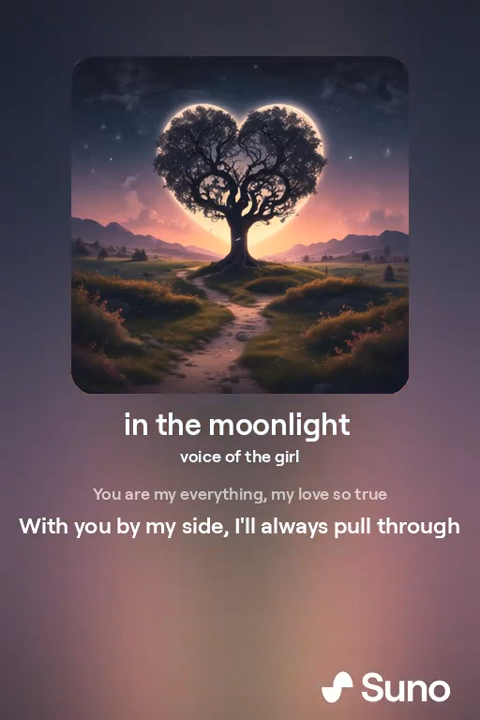 in the moonlight
voice of the girl
You are my everything, my love so true
With you by my side, I'll always pull through
Suno